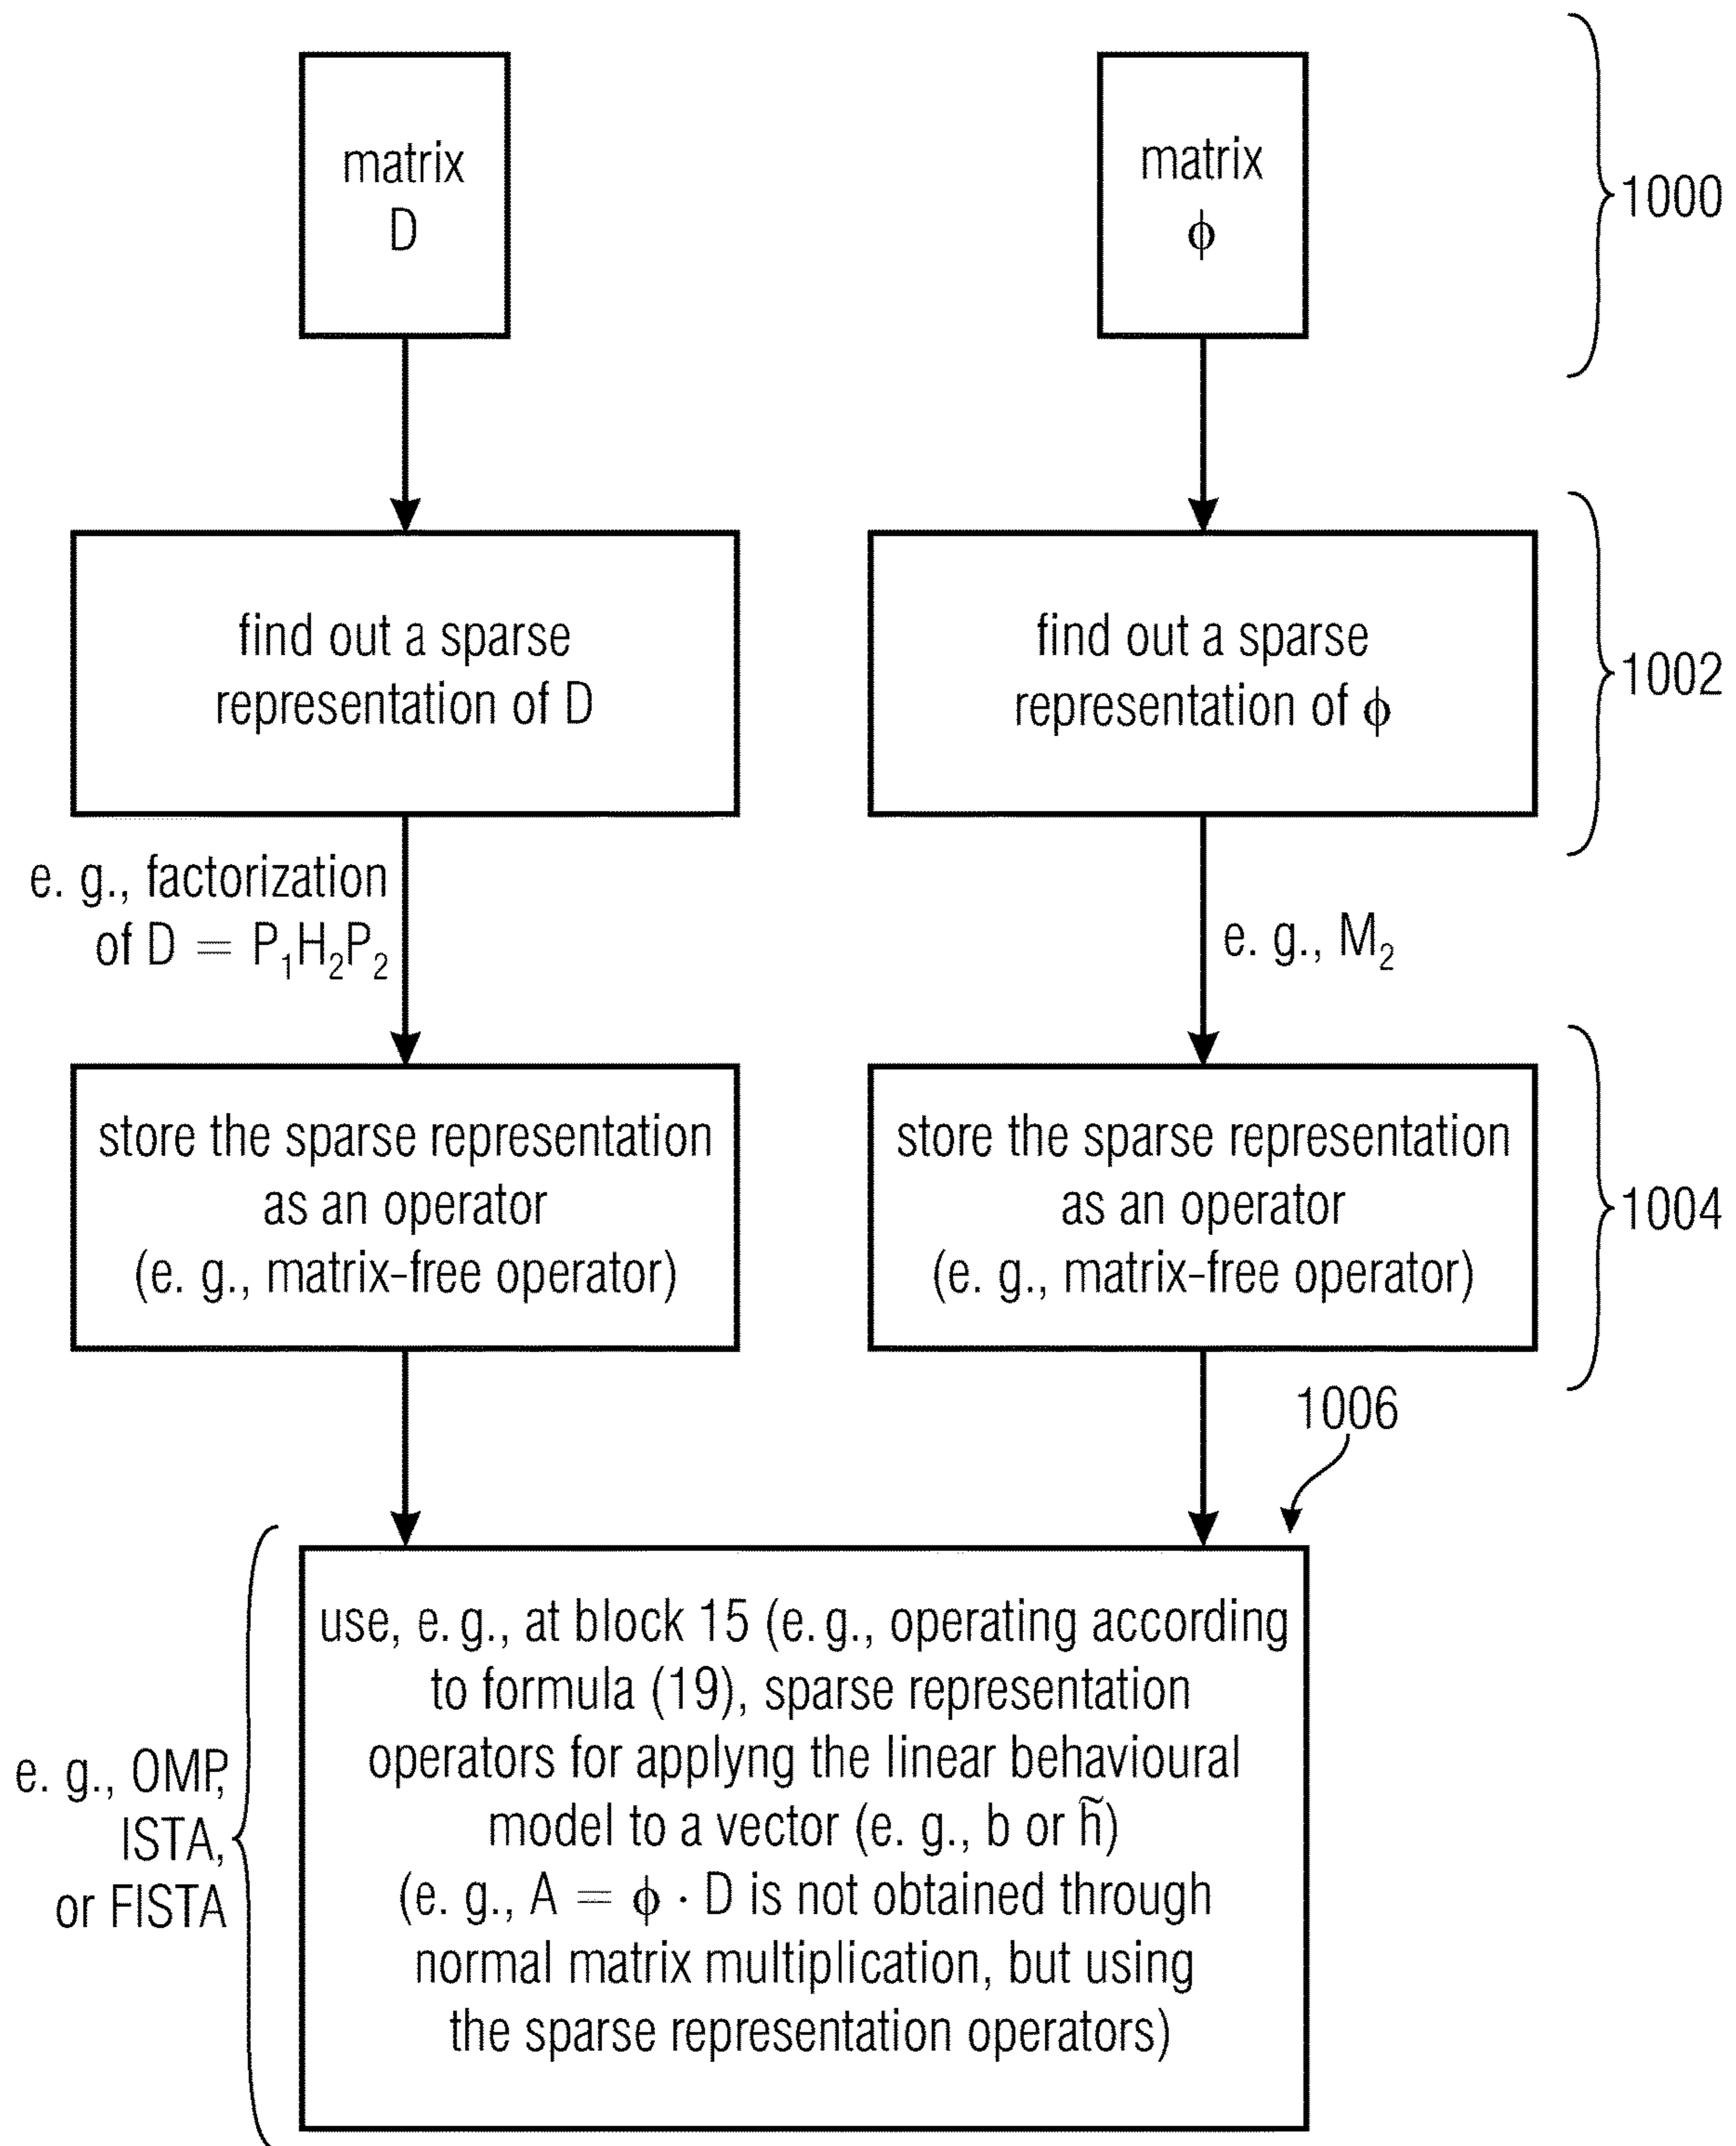 matrix
D
matrix
ϕ
1000
find out a sparse
representation of D
find out a sparse
representation of ϕ
1002
e. g., factorization
of D = P₁H₂P₂
e. g., M₂
store the sparse representation
as an operator
(e. g., matrix-free operator)
store the sparse representation
as an operator
(e. g., matrix-free operator)
1004
1006
use, e. g., at block 15 (e. g., operating according
to formula (19), sparse representation
operators for applyng the linear behavioural
model to a vector (e. g., b or h̃)
(e. g., A = ϕ · D is not obtained through
normal matrix multiplication, but using
the sparse representation operators)
e. g., OMP,
ISTA,
or FISTA